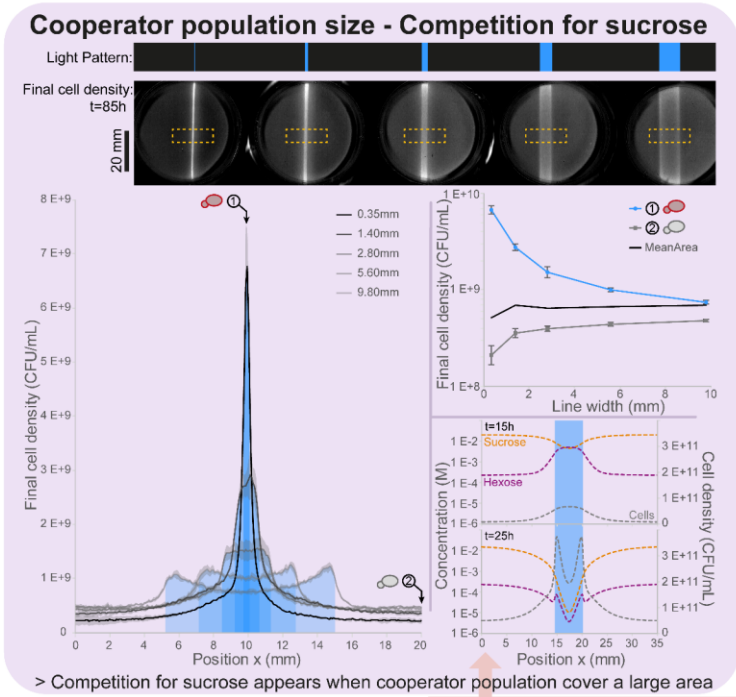 Cooperator population size - Competition for sucrose
Light Pattern:
Final cell density:
t=85h
20 mm
8 E+9
7 E+9
6 E+9
5 E+9
4 E+9
3 E+9
2 E+9
1 E+9
0
Final cell density (CFU/mL)
1
0.35mm
1.40mm
2.80mm
5.60mm
9.80mm
2
0 2 4 6 8 10 12 14 16 18 20
Position x (mm)
1 E+10
1 E+9
1 E+8
Final cell density (CFU/mL)
1
2
MeanArea
0 2 4 6 8 10
Line width (mm)
t=15h
Sucrose
Hexose
Cells
1 E-2
1 E-3
1 E-4
1 E-5
1 E-6
3 E+11
2 E+11
1 E+11
0
Concentration (M)
Cell density (CFU/mL)
t=25h
1 E-2
1 E-3
1 E-4
1 E-5
1 E-6
3 E+11
2 E+11
1 E+11
0
0 5 10 15 20 25 30 35
Position x (mm)
> Competition for sucrose appears when cooperator population cover a large area